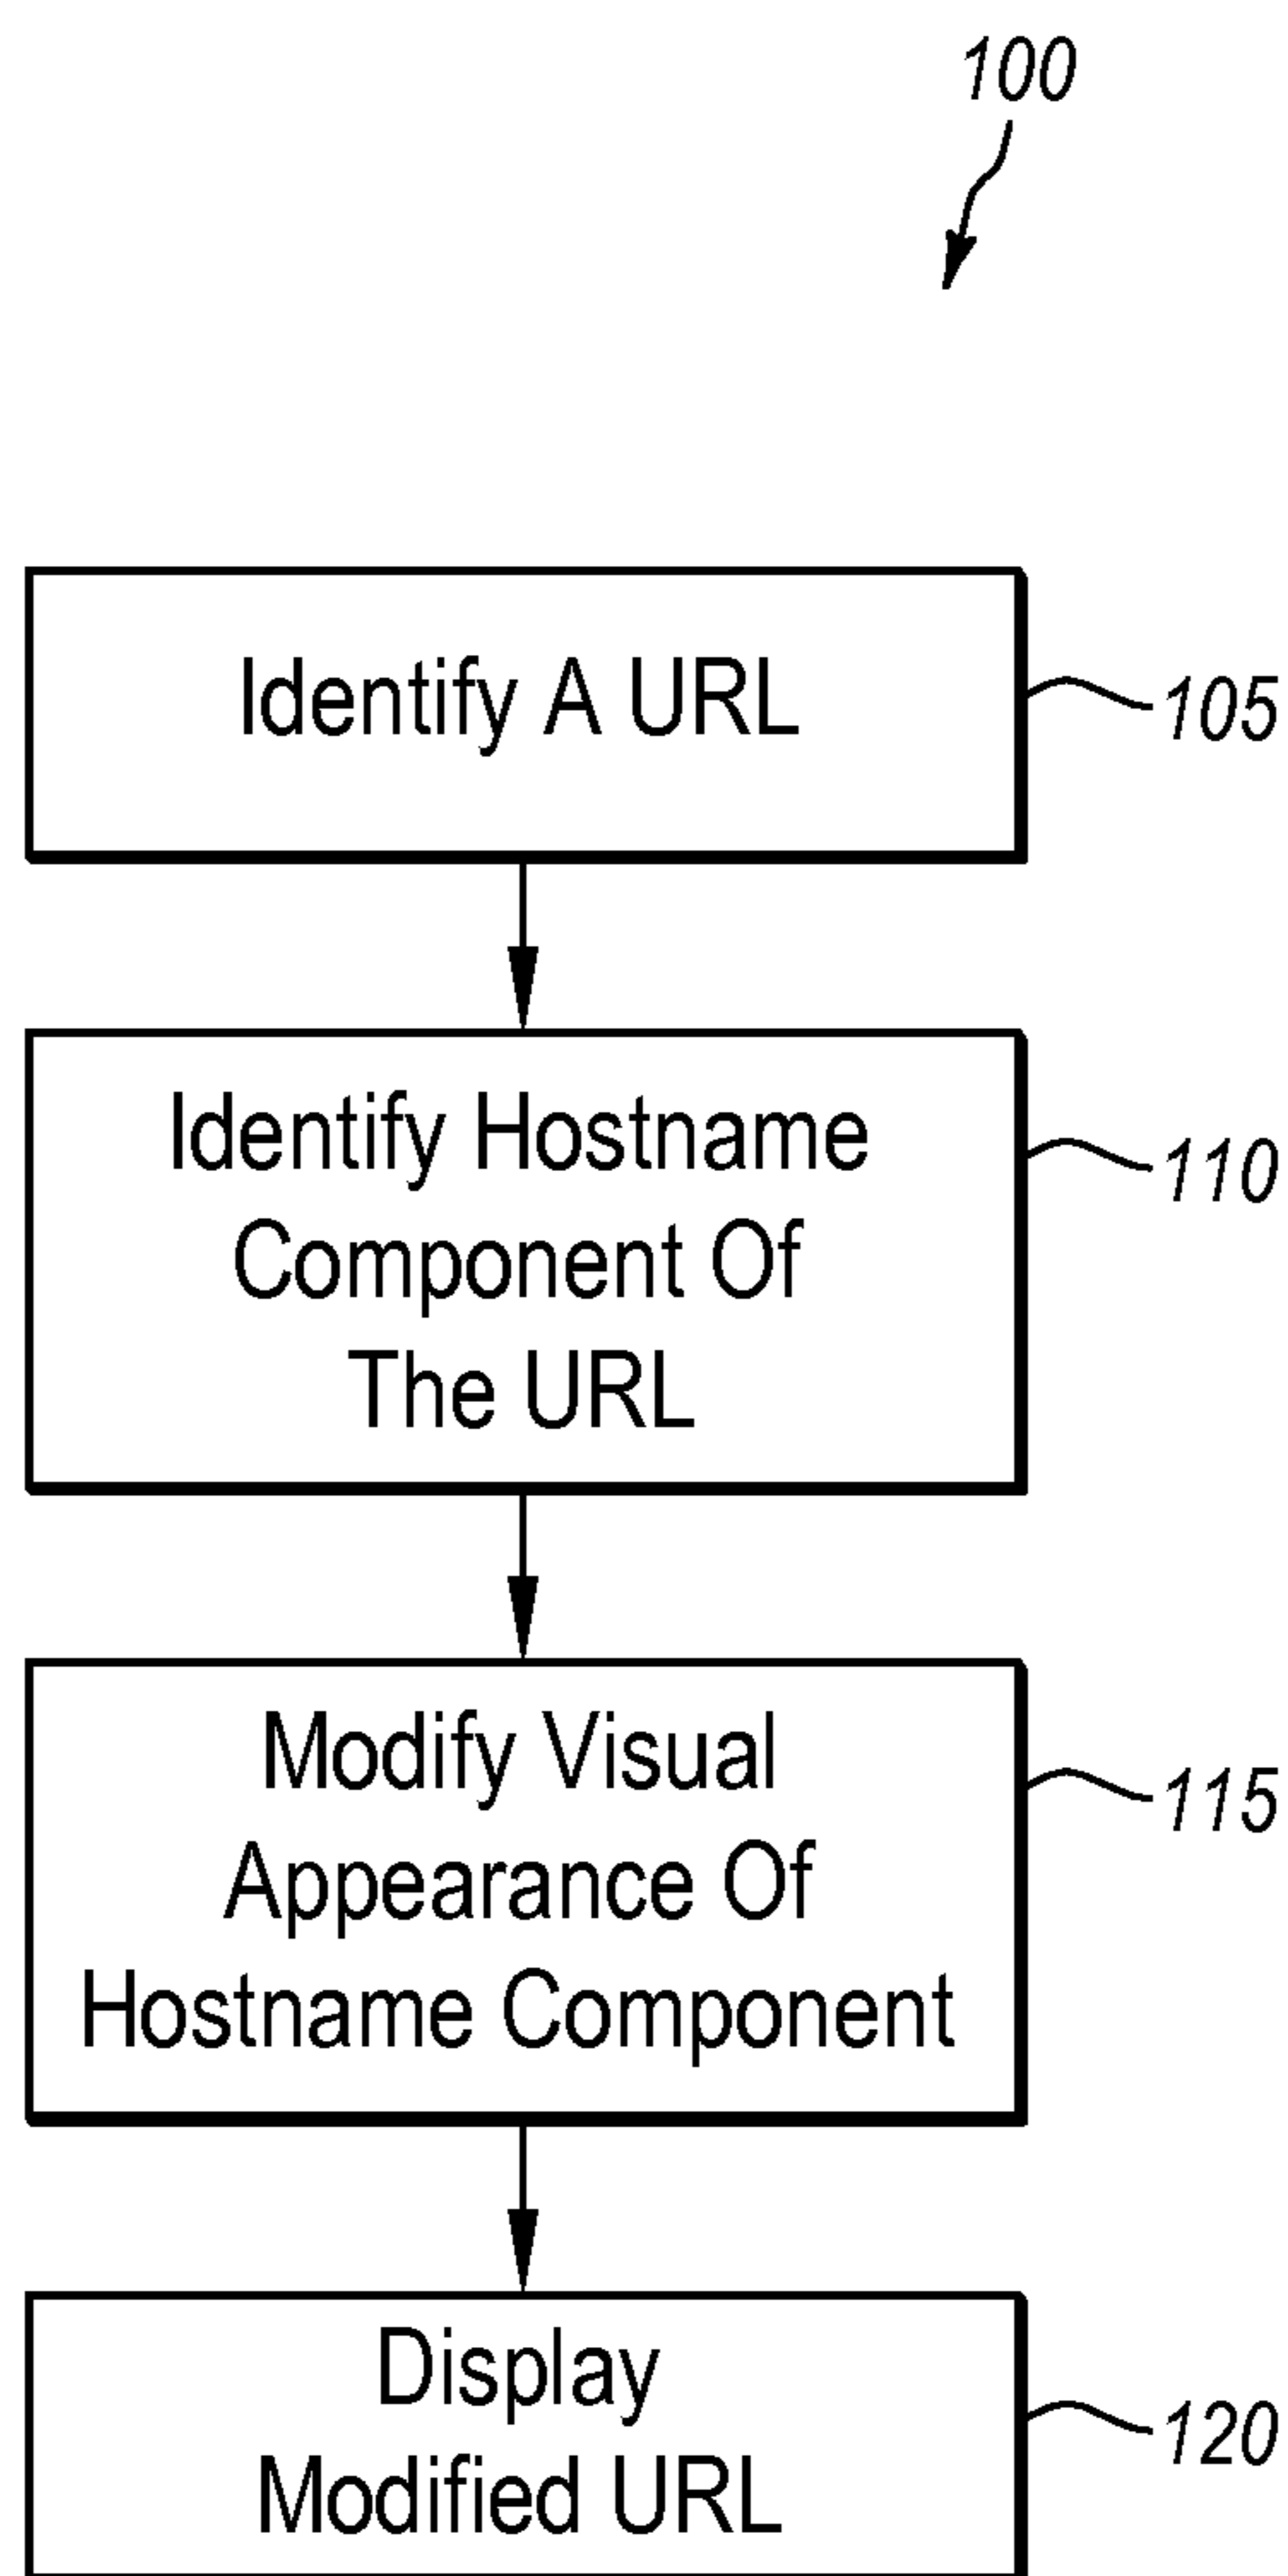 100
Identify A URL
105
Identify Hostname
Component Of
The URL
110
Modify Visual
Appearance Of
Hostname Component
115
Display
Modified URL
120